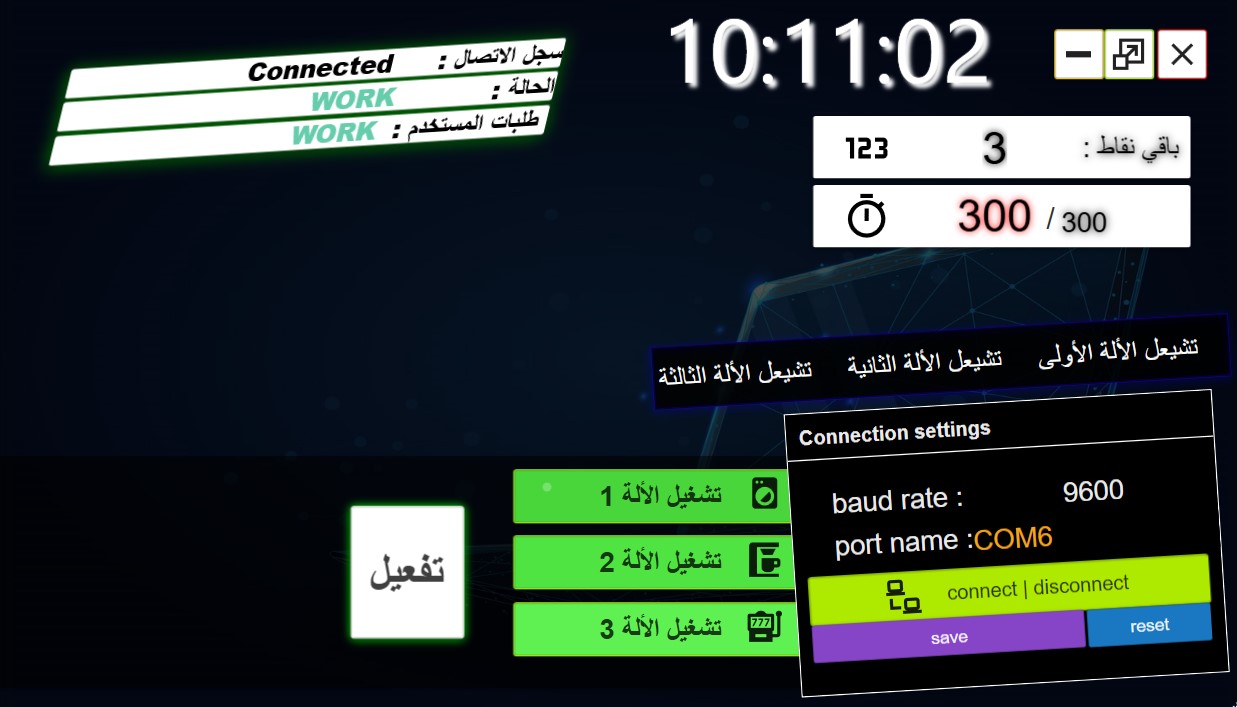 10:11:02
سجل الاتصال : Connected
الحالة : WORK
طلبات المستكدم : WORK
باقي نقاط : 3 123
300 / 300
تشيعل الألة الأولى تشيعل الألة الثانية تشيعل الألة الثالثة
Connection settings
baud rate : 9600
port name :COM6
connect | disconnect
save reset
تشغيل الألة 1
تشغيل الألة 2
777
تشغيل الألة 3
تفعيل